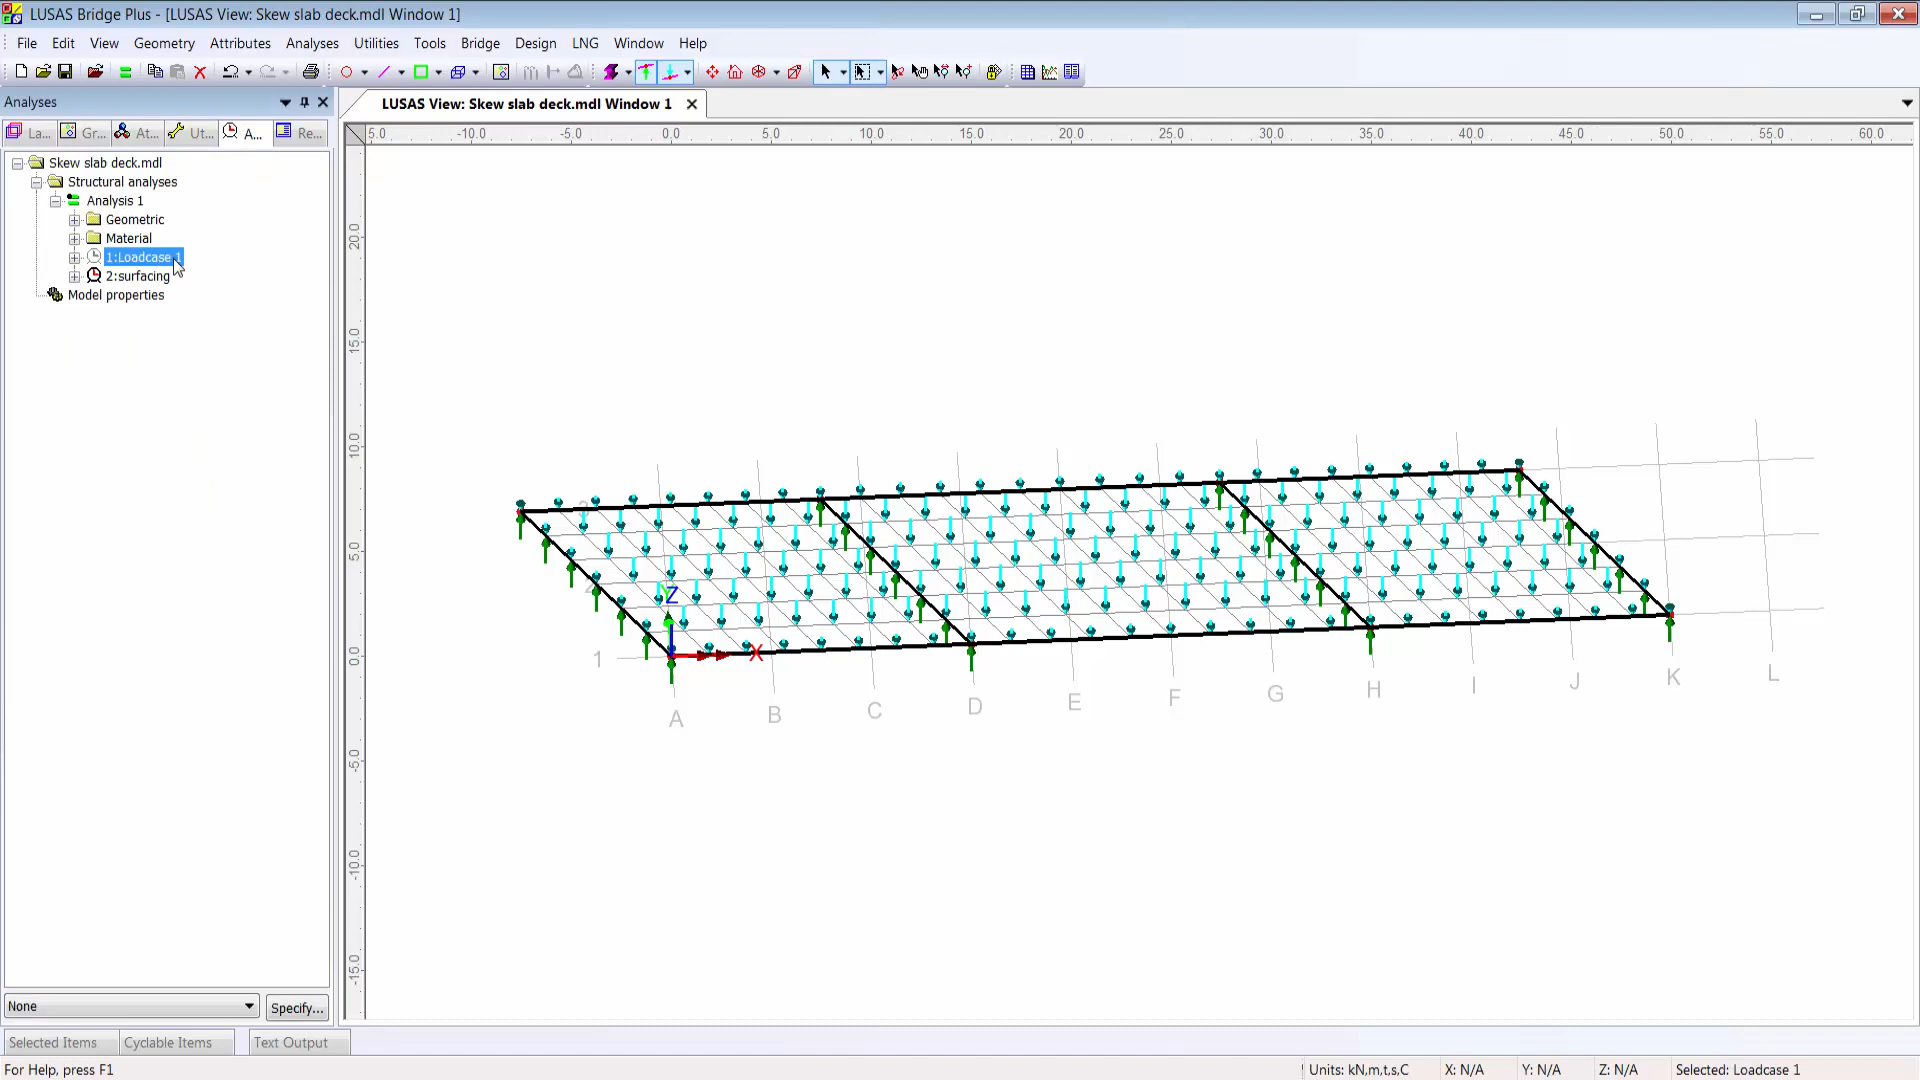 LUSAS Bridge Plus - [LUSAS View: Skew slab deck.mdl Window 1]
File Edit View Geometry Attributes Analyses Utilities Tools Bridge Design LNG Window Help
Analyses
LUSAS View: Skew slab deck.mdl Window 1
La... Gr... At... Ut... A... Re...
5.0 -10.0 -5.0 0.0 5.0 10.0 15.0 20.0 25.0 30.0 35.0 40.0 45.0 50.0 55.0 60.0
Skew slab deck.mdl
Structural analyses
Analysis 1
Geometric
Material
1:Loadcase 1
2:surfacing
Model properties
20.0
15.0
10.0
5.0
0.0
-5.0
-10.0
-15.0
Z
X
1
A B C D E F G H I J K L
None Specify...
Selected Items Cyclable Items Text Output
For Help, press F1 Units: kN,m,t,s,C X: N/A Y: N/A Z: N/A Selected: Loadcase 1